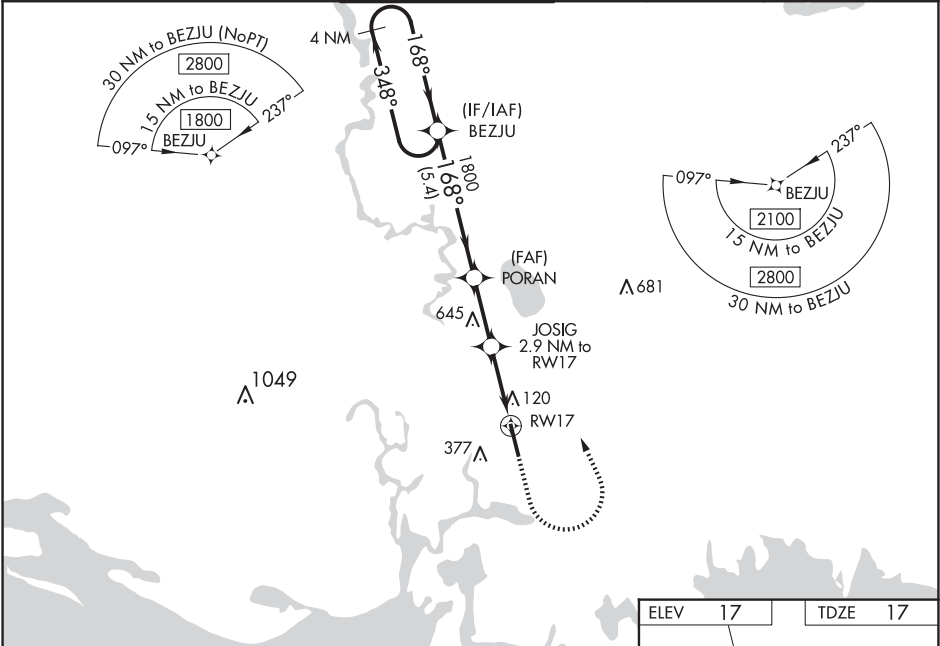 4 NM
168°
348°
30 NM to BEZJU (NoPT)
2800
15 NM to BEZJU
1800
BEZJU
097°
237°
(IF/IAF)
BEZJU
1800
168°
(5.4)
(FAF)
PORAN
645
681
JOSIG
2.9 NM to
RW17
1049
120
RW17
377
097°
237°
BEZJU
2100
15 NM to BEZJU
2800
30 NM to BEZJU
ELEV 17
TDZE 17